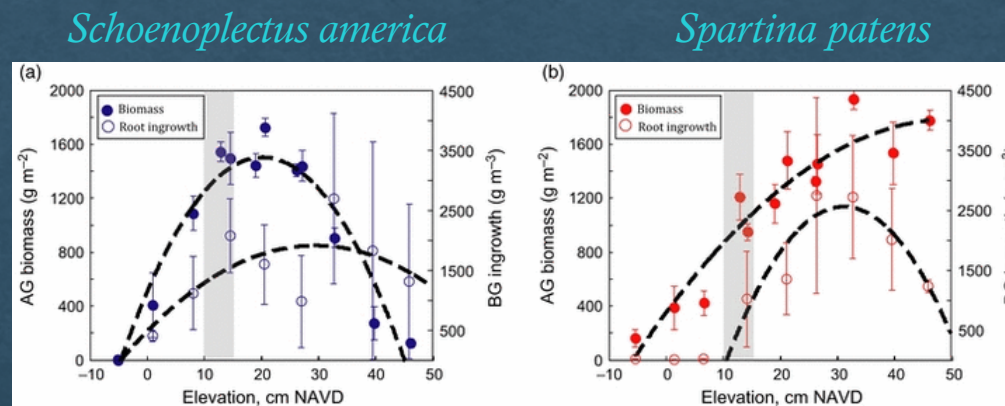 Schoenoplectus america
Spartina patens
(a)
Biomass
Root ingrowth
AG biomass (g m⁻²)
2000
1600
1200
800
400
0
4500
3500
2500
1500
500
BG ingrowth (g m⁻³)
–10 0 10 20 30 40 50
Elevation, cm NAVD
(b)
Biomass
Root ingrowth
AG biomass (g m⁻²)
2000
1600
1200
800
400
0
4500
3500
2500
1500
500
–10 0 10 20 30 40 50
Elevation, cm NAVD